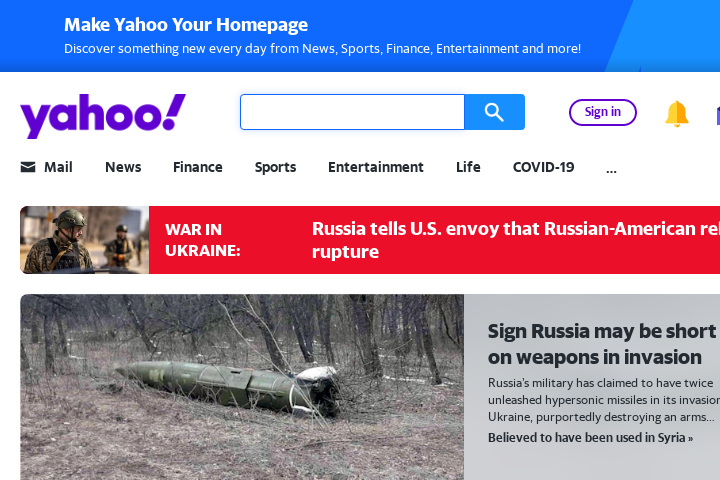 Make Yahoo Your Homepage
Discover something new every day from News, Sports, Finance, Entertainment and more!
yahoo!
Sign in
Mail News Finance Sports Entertainment Life COVID-19 ...
WAR IN
UKRAINE:
Russia tells U.S. envoy that Russian-American
rupture
Sign Russia may be short
on weapons in invasion
Russia's military has claimed to have twice
unleashed hypersonic missiles in its invasion
Ukraine, purportedly destroying an arms...
Believed to have been used in Syria »